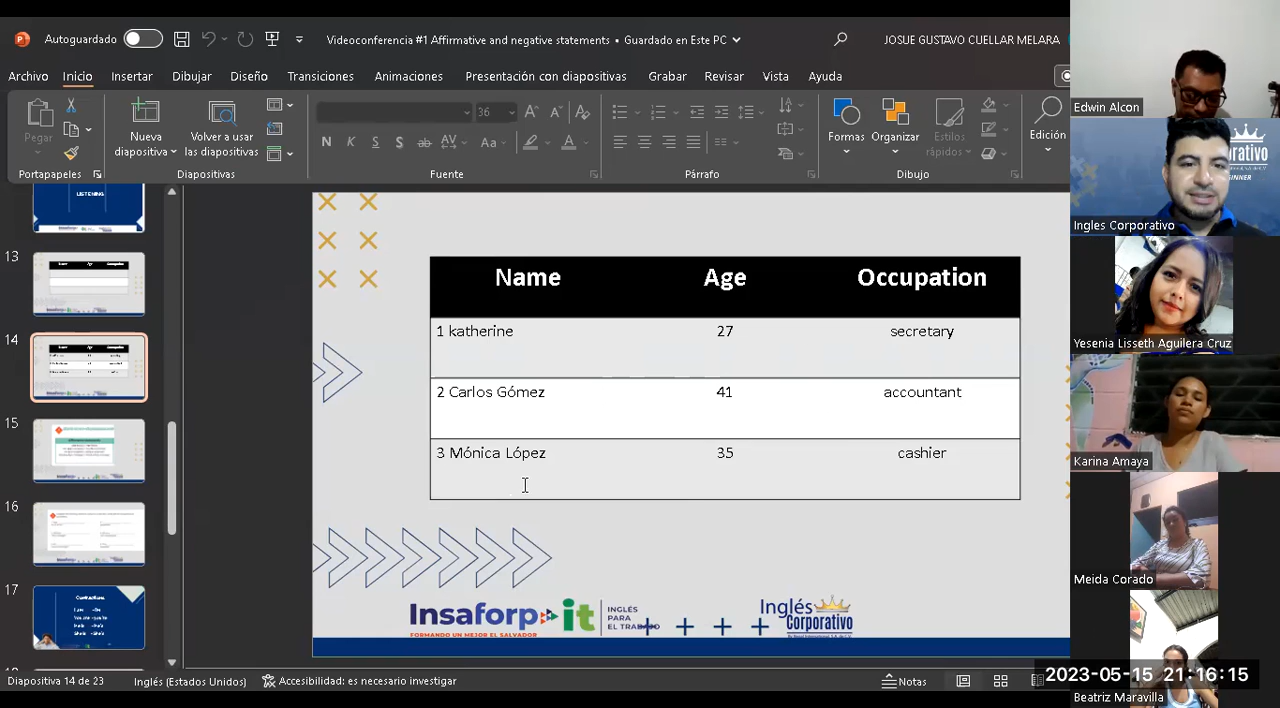 Autoguardado
Videoconferencia #1 Affirmative and negative statements • Guardado en Este PC
JOSUE GUSTAVO CUELLAR MELARA
Archivo Inicio Insertar Dibujar Diseño Transiciones Animaciones Presentación con diapositivas Grabar Revisar Vista Ayuda
Pegar
Nueva diapositiva
Volver a usar las diapositivas
36
N K S S ab AV Aa A
Formas Organizar Estilos rápidos Edición
Portapapeles Diapositivas Fuente Párrafo Dibujo
LISTENING
13
14
15
16
17
Name Age Occupation
1 katherine 27 secretary
2 Carlos Gómez 41 accountant
3 Mónica López 35 cashier
Insaforp it
FORMANDO UN MEJOR EL SALVADOR
INGLÉS
PARA
EL TRABAJO
Inglés
Corporativo
Diapositiva 14 de 23 Inglés (Estados Unidos) Accesibilidad: es necesario investigar Notas
Edwin Alcon
Ingles Corporativo
Yesenia Lisseth Aguilera Cruz
Karina Amaya
Meida Corado
2023-05-15 21:16:15
Beatriz Maravilla